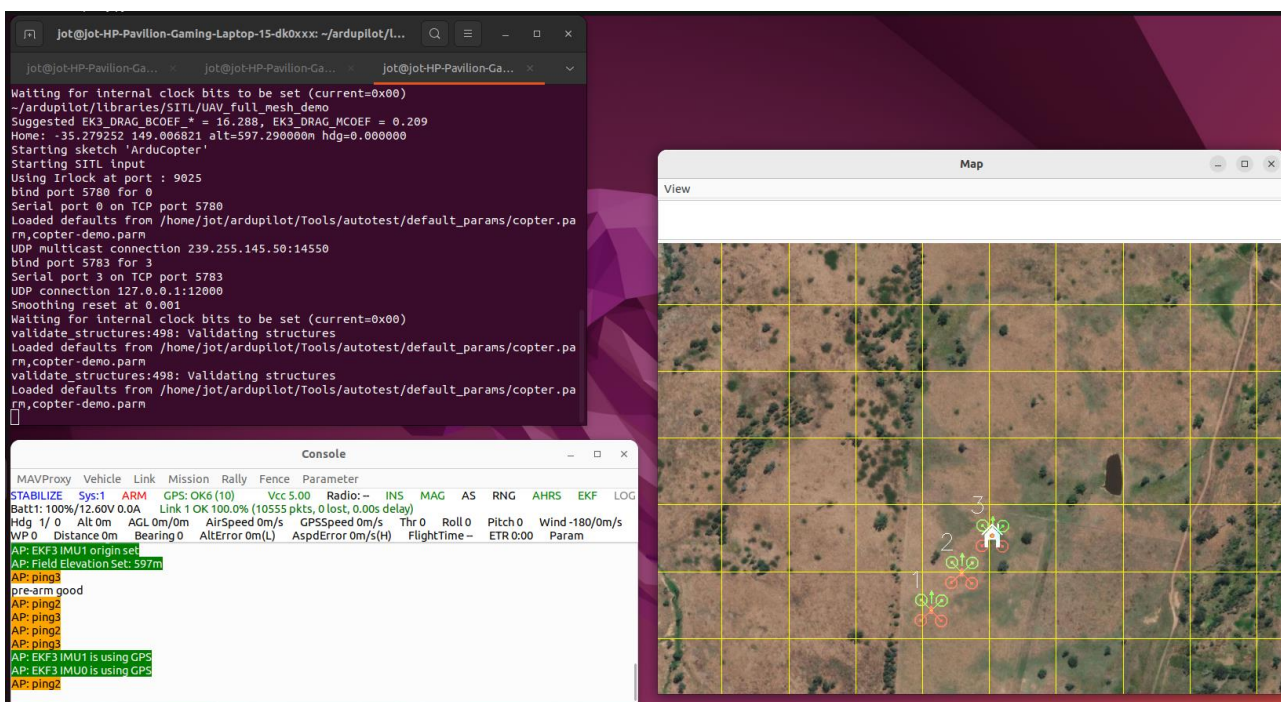 jot@jot-HP-Pavilion-Gaming-Laptop-15-dk0xxx: ~/ardupilot/l...
jot@jot-HP-Pavilion-Ga... jot@jot-HP-Pavilion-Ga... jot@jot-HP-Pavilion-Ga...
Waiting for internal clock bits to be set (current=0x00)
~/ardupilot/libraries/SITL/UAV_full_mesh_demo
Suggested EK3_DRAG_BCOEF_* = 16.288, EK3_DRAG_MCOEF = 0.209
Home: -35.279252 149.006821 alt=597.290000m hdg=0.000000
Starting sketch 'ArduCopter'
Starting SITL input
Using Irlock at port : 9025
bind port 5780 for 0
Serial port 0 on TCP port 5780
Loaded defaults from /home/jot/ardupilot/Tools/autotest/default_params/copter.pa
rm,copter-demo.parm
UDP multicast connection 239.255.145.50:14550
bind port 5783 for 3
Serial port 3 on TCP port 5783
UDP connection 127.0.0.1:12000
Smoothing reset at 0.001
Waiting for internal clock bits to be set (current=0x00)
validate_structures:498: Validating structures
Loaded defaults from /home/jot/ardupilot/Tools/autotest/default_params/copter.pa
rm,copter-demo.parm
validate_structures:498: Validating structures
Loaded defaults from /home/jot/ardupilot/Tools/autotest/default_params/copter.pa
rm,copter-demo.parm
Console
MAVProxy Vehicle Link Mission Rally Fence Parameter
STABILIZE Sys:1 ARM GPS: OK6 (10) Vcc 5.00 Radio: -- INS MAG AS RNG AHRS EKF LOG
Batt1: 100%/12.60V 0.0A Link 1 OK 100.0% (10555 pkts, 0 lost, 0.00s delay)
Hdg 1/ 0 Alt 0m AGL 0m/0m AirSpeed 0m/s GPSSpeed 0m/s Thr 0 Roll 0 Pitch 0 Wind -180/0m/s
WP 0 Distance 0m Bearing 0 AltError 0m(L) AspdError 0m/s(H) FlightTime -- ETR 0:00 Param
AP: EKF3 IMU1 origin set
AP: Field Elevation Set: 597m
AP: ping3
pre-arm good
AP: ping2
AP: ping3
AP: ping2
AP: ping3
AP: EKF3 IMU1 is using GPS
AP: EKF3 IMU0 is using GPS
AP: ping2
Map
View
3
2
1